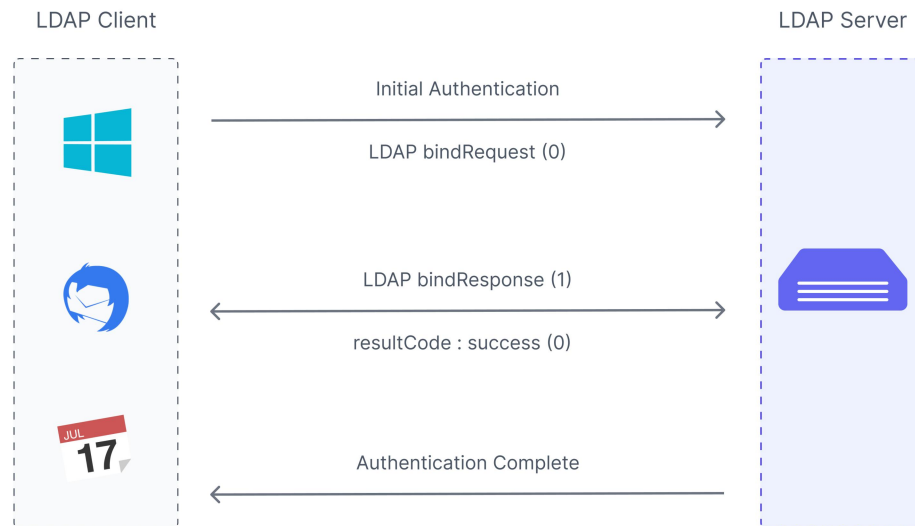 LDAP Client
LDAP Server
Initial Authentication
LDAP bindRequest (0)
LDAP bindResponse (1)
resultCode : success (0)
JUL
17
Authentication Complete